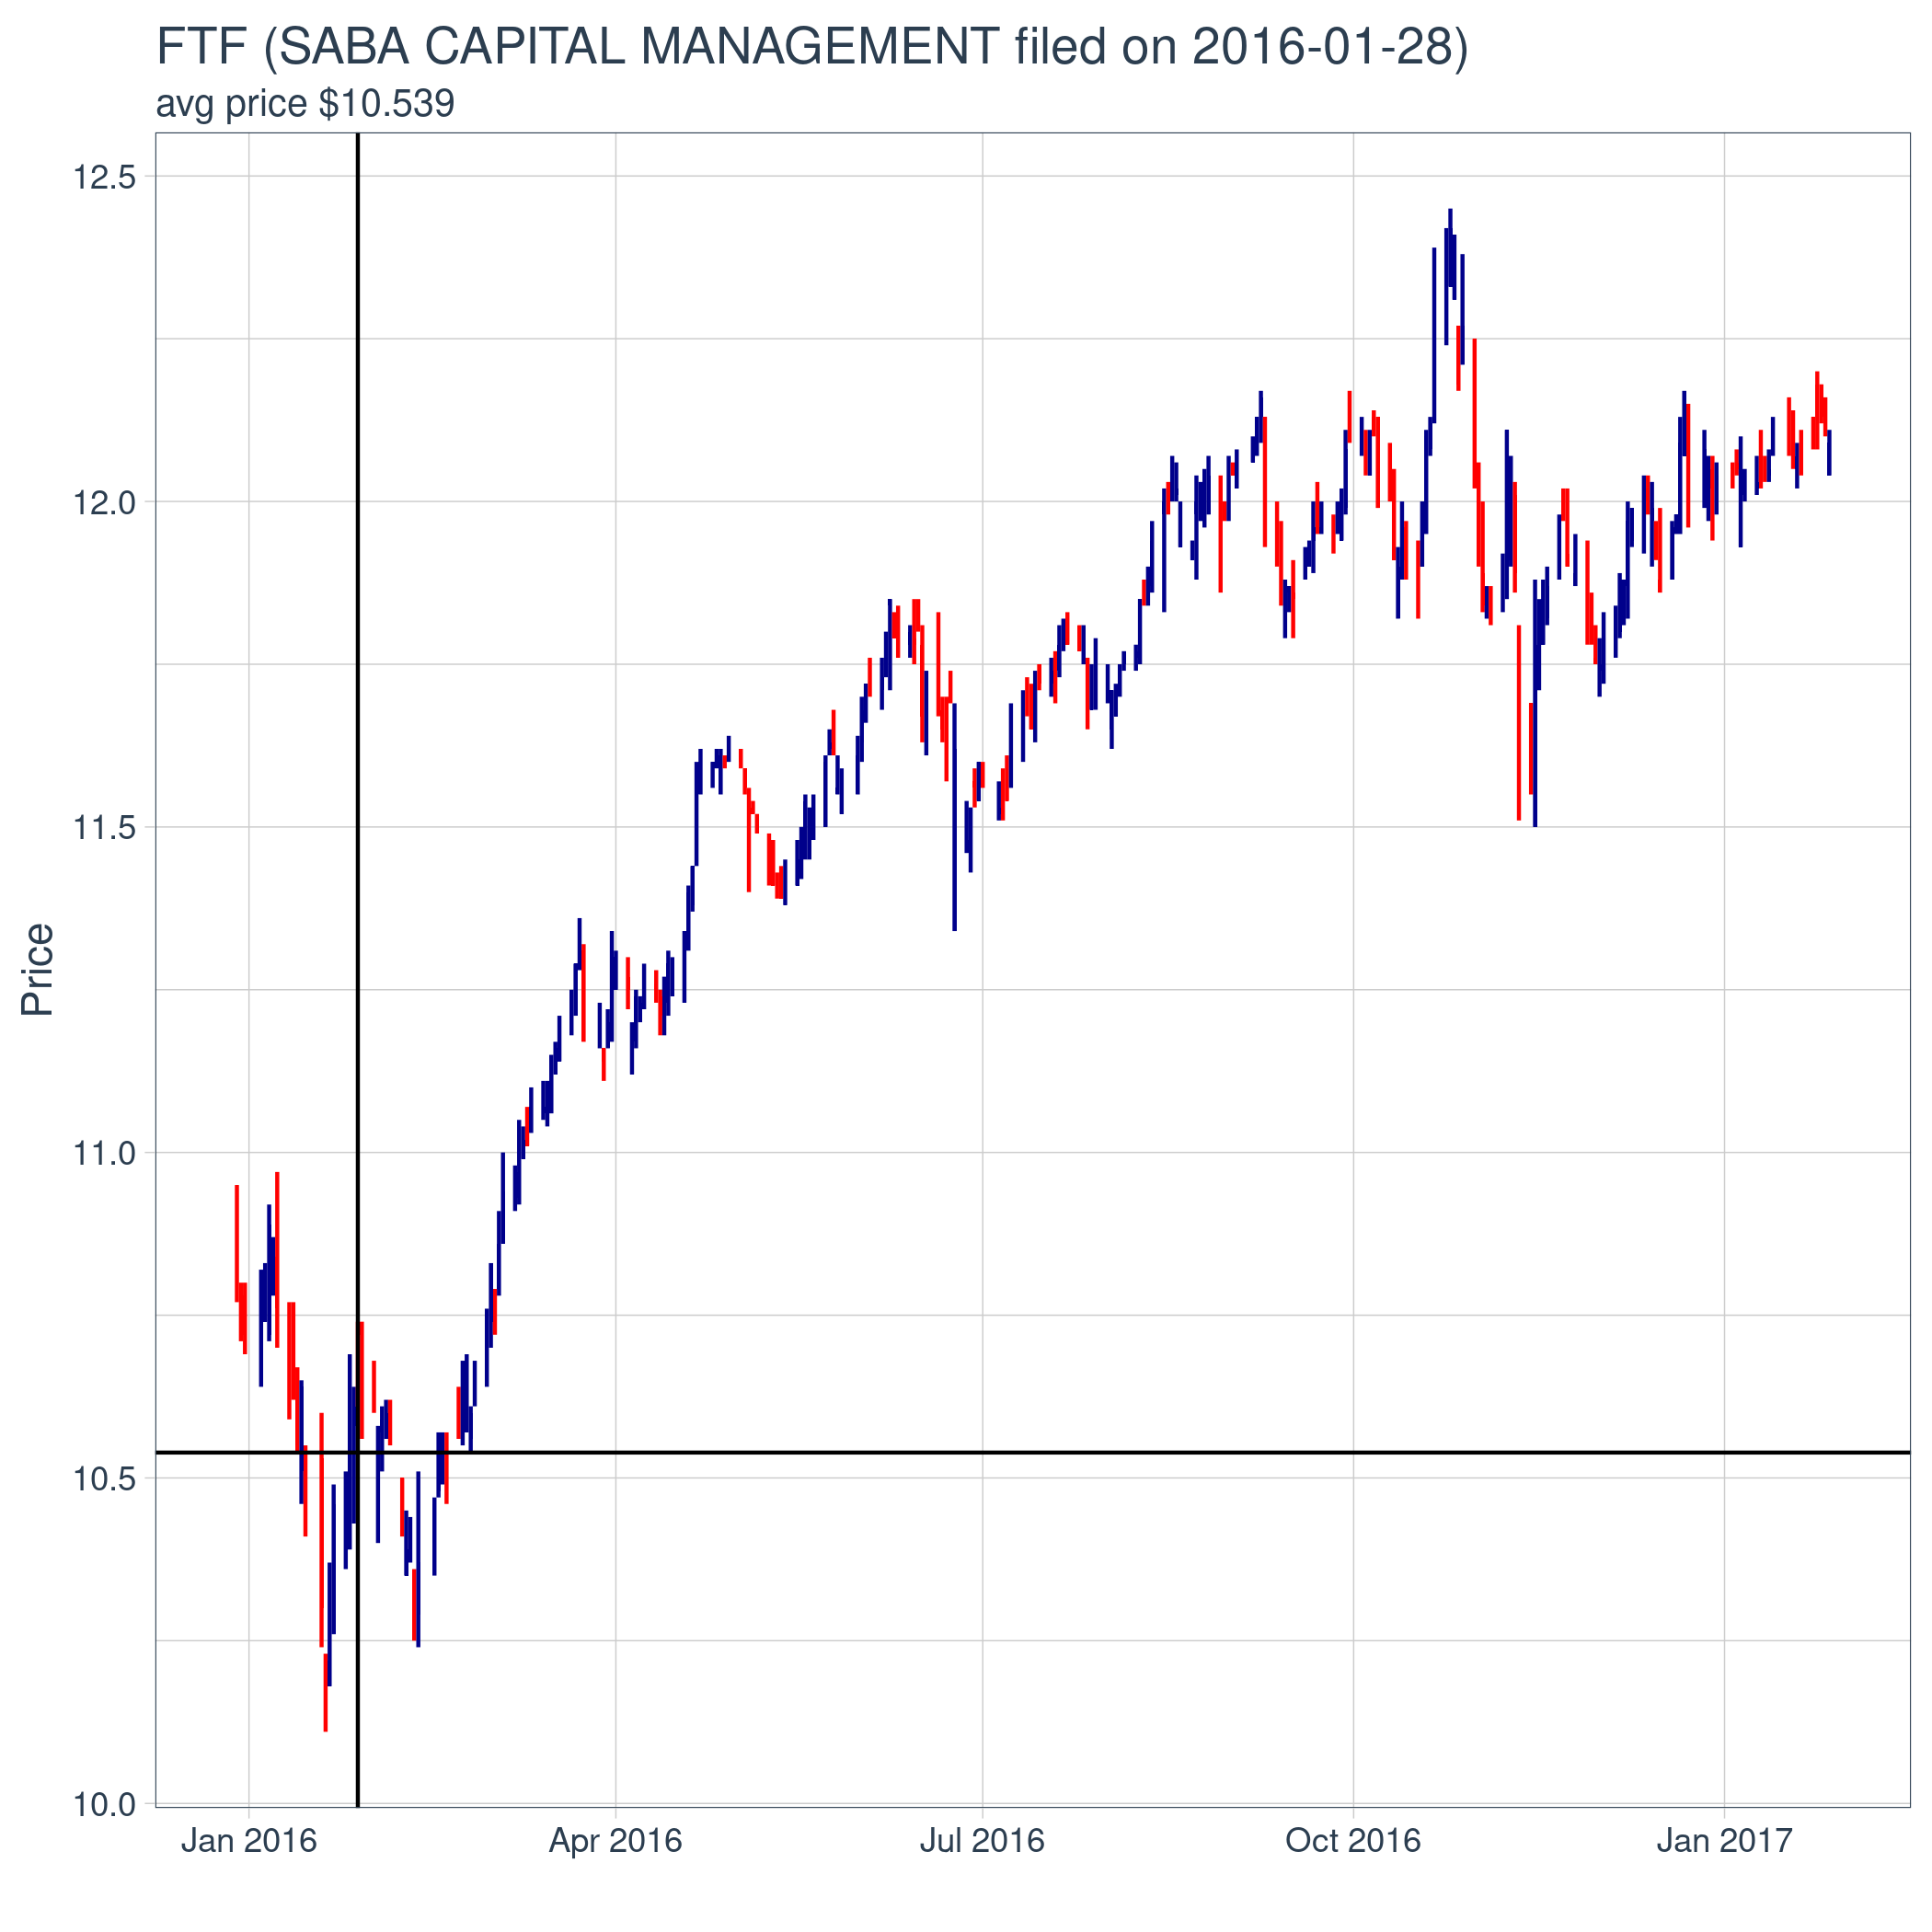 FTF (SABA CAPITAL MANAGEMENT filed on 2016-01-28)
avg price $10.539
12.5
12.0
11.5
11.0
10.5
10.0
Price
Jan 2016 Apr 2016 Jul 2016 Oct 2016 Jan 2017